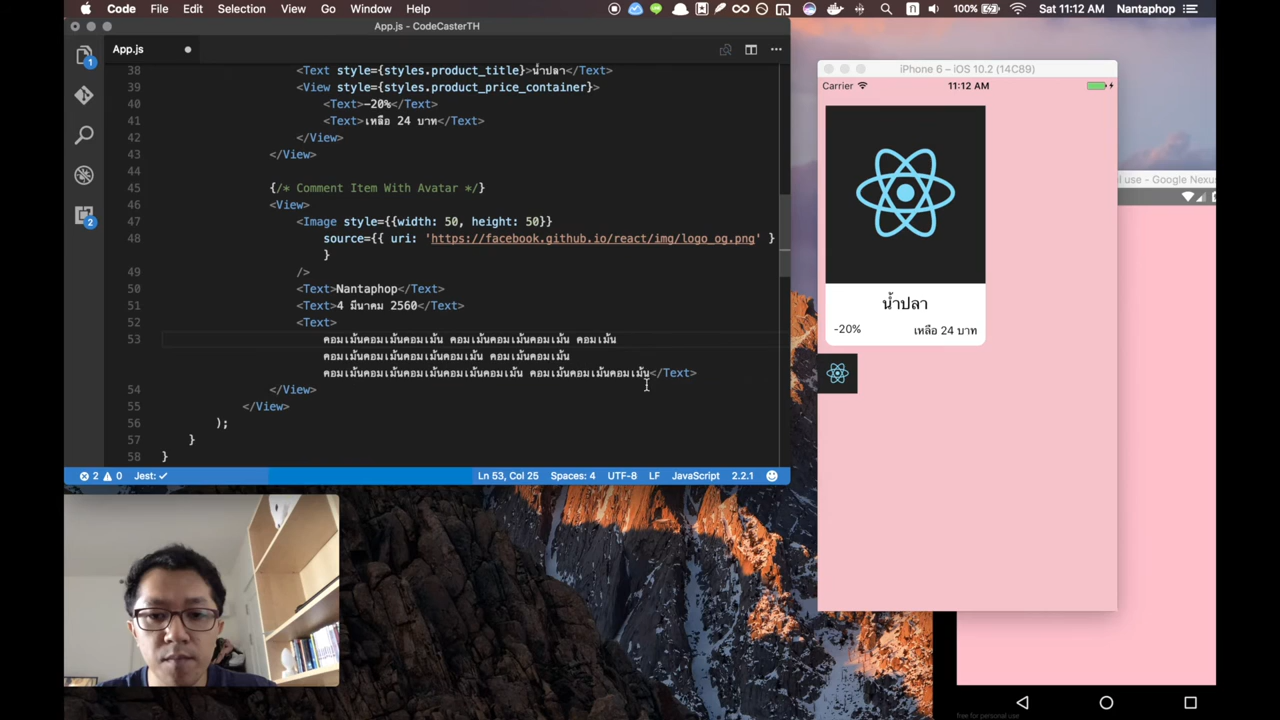 Code File Edit Selection View Go Window Help
100% Sat 11:12 AM Nantaphop
App.js - CodeCasterTH
App.js
38 <Text style={styles.product_title}>น้ำปลา</Text>
39 <View style={styles.product_price_container}>
40 <Text>-20%</Text>
41 <Text>เหลือ 24 บาท</Text>
42 </View>
43 </View>
44
45 {/* Comment Item With Avatar */}
46 <View>
47 <Image style={{width: 50, height: 50}}
48 source={{ uri: 'https://facebook.github.io/react/img/logo_og.png' }
}
49 />
50 <Text>Nantaphop</Text>
51 <Text>4 มีนาคม 2560</Text>
52 <Text>
53 คอมเม้นคอมเม้นคอมเม้น คอมเม้นคอมเม้นคอมเม้น คอมเม้น
คอมเม้นคอมเม้นคอมเม้นคอมเม้น คอมเม้นคอมเม้น
คอมเม้นคอมเม้นคอมเม้นคอมเม้นคอมเม้น คอมเม้นคอมเม้นคอมเม้น</Text>
54 </View>
55 </View>
56 );
57 }
58 }
1
2
2 0 Jest: Ln 53, Col 25 Spaces: 4 UTF-8 LF JavaScript 2.2.1
iPhone 6 – iOS 10.2 (14C89)
Carrier 11:12 AM
น้ำปลา
-20% เหลือ 24 บาท
l use - Google Nexus
free for personal use